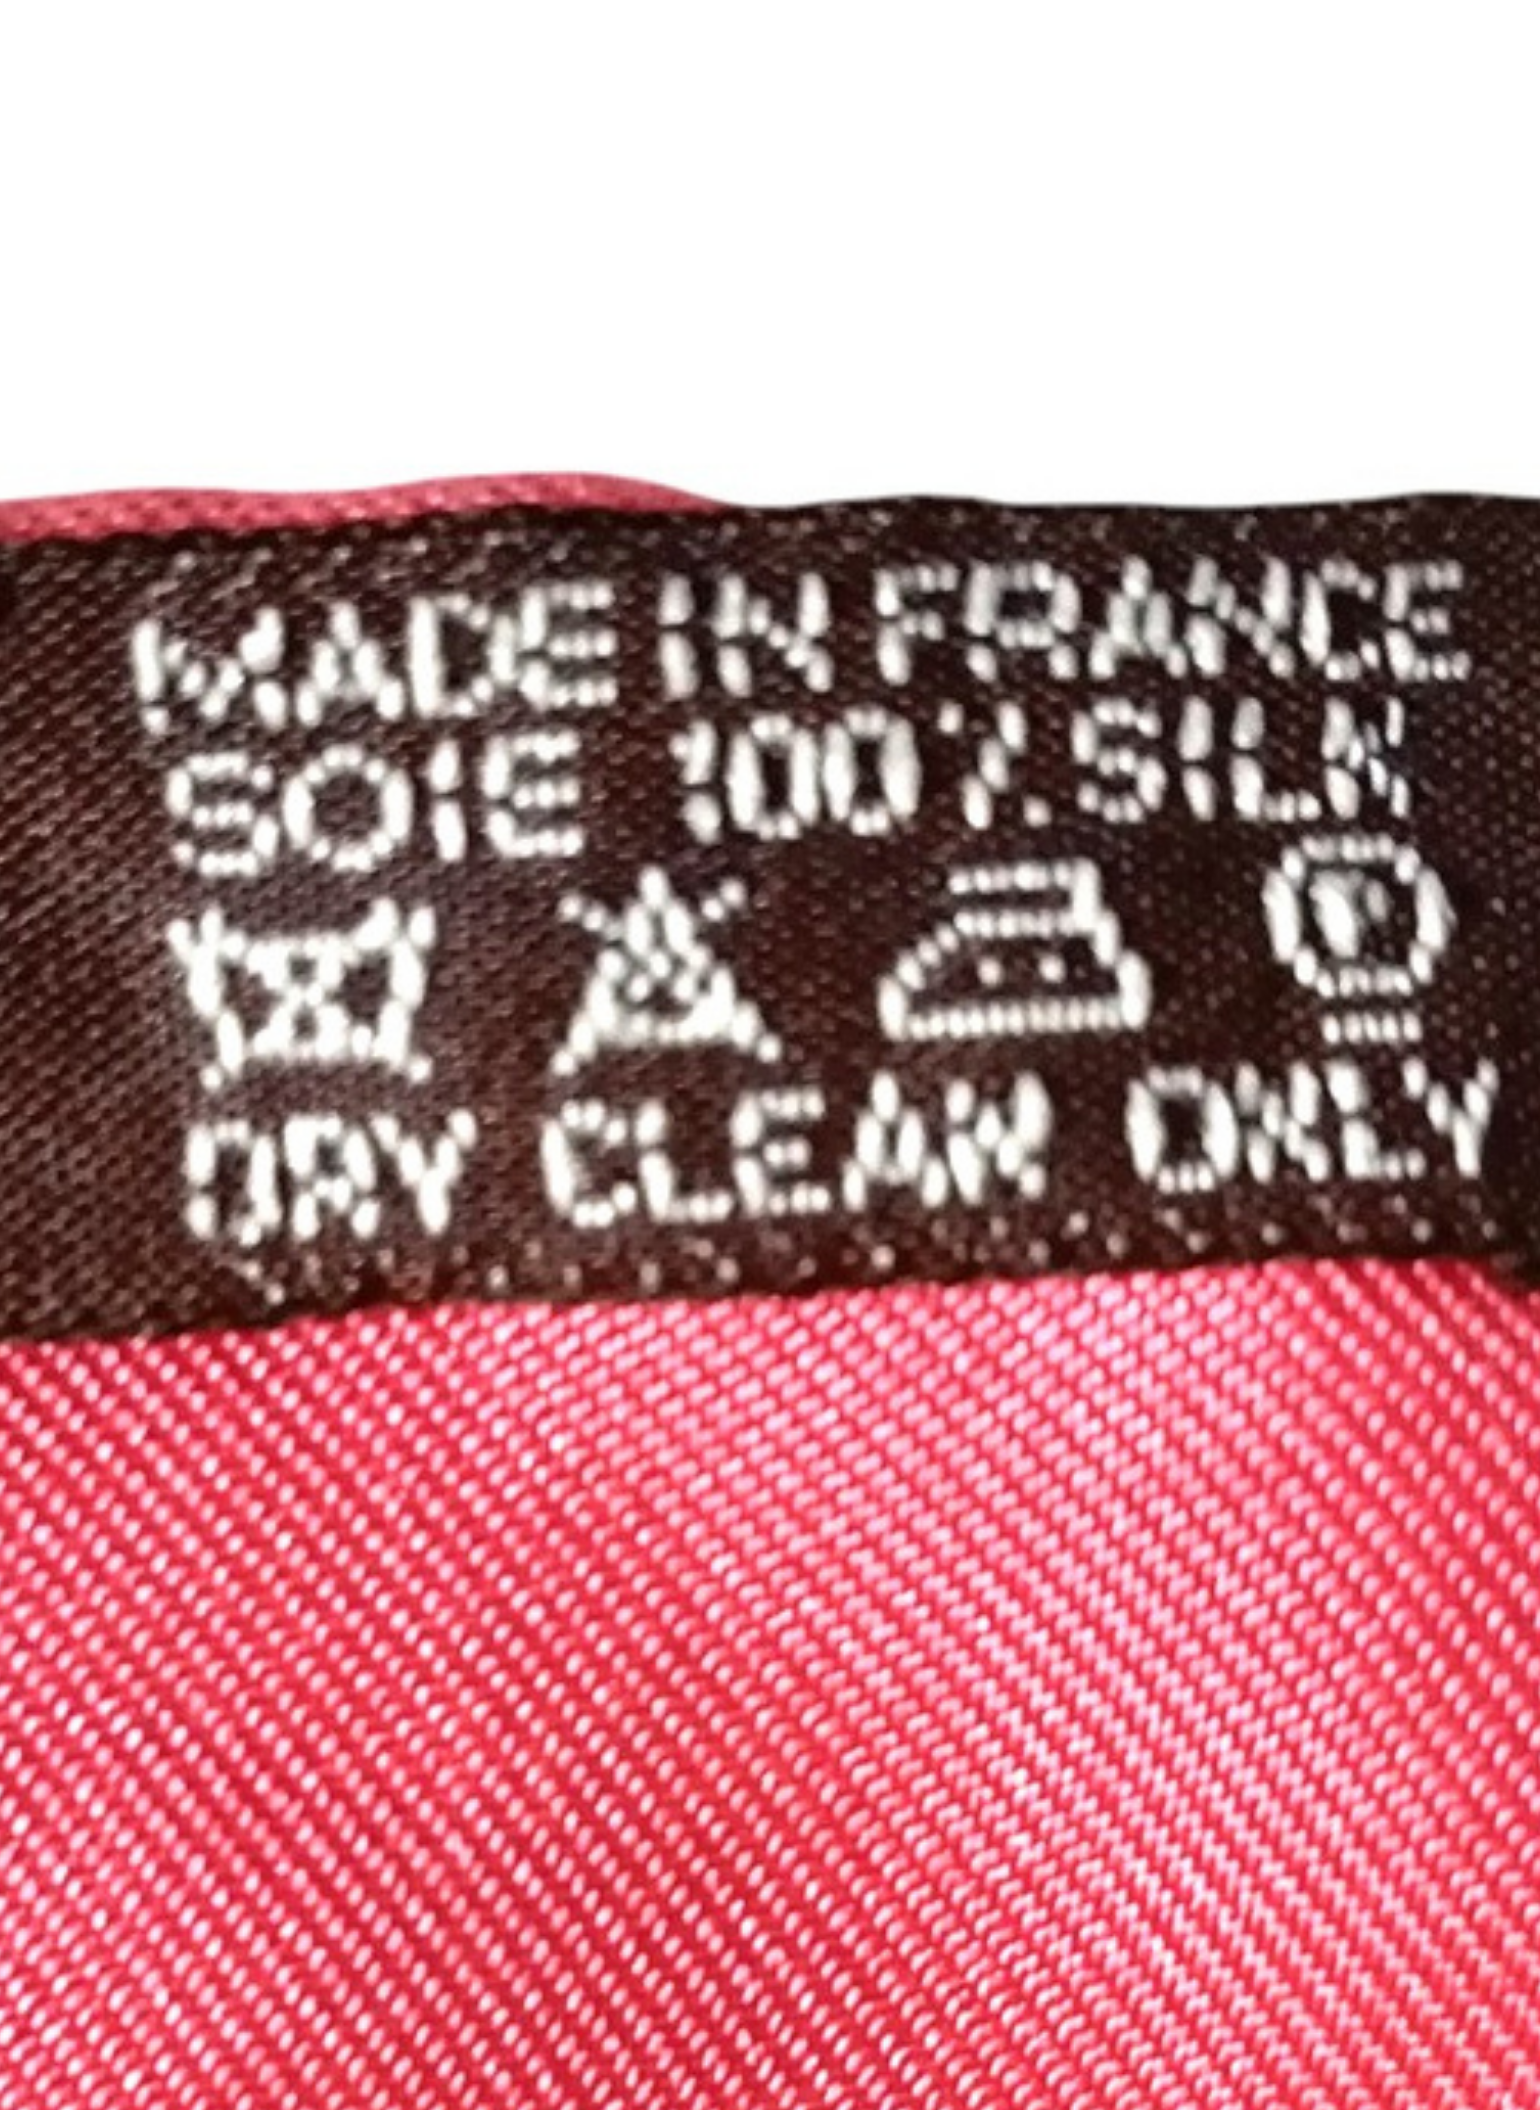 MADE IN FRANCE
SOIE 100% SILK
P
DRY CLEAN ONLY